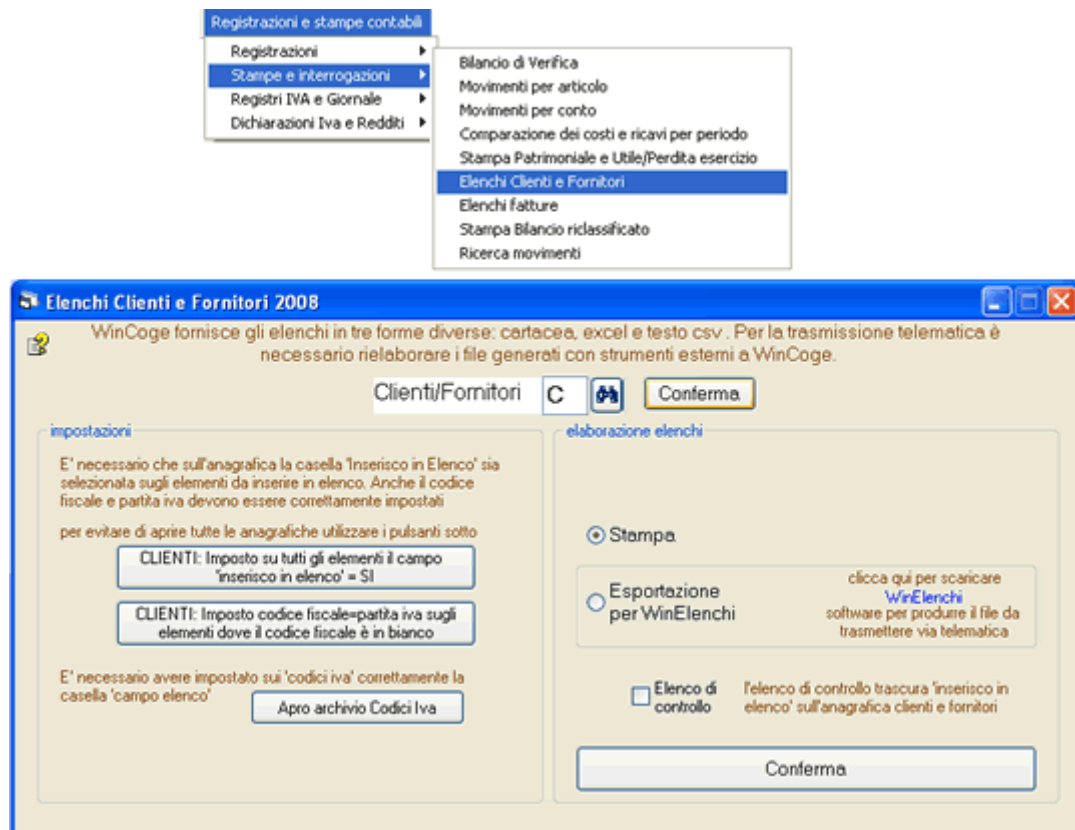 Registrazioni e stampe contabili
Registrazioni
Stampe e interrogazioni
Registri IVA e Giornale
Dichiarazioni Iva e Redditi
Bilancio di Verifica
Movimenti per articolo
Movimenti per conto
Comparazione dei costi e ricavi per periodo
Stampa Patrimoniale e Utile/Perdita esercizio
Elenchi Clienti e Fornitori
Elenchi fatture
Stampa Bilancio riclassificato
Ricerca movimenti
Elenchi Clienti e Fornitori 2008
WinCoge fornisce gli elenchi in tre forme diverse: cartacea, excel e testo csv . Per la trasmissione telematica è
necessario rielaborare i file generati con strumenti esterni a WinCoge.
Clienti/Fornitori C Conferma
impostazioni
E' necessario che sull'anagrafica la casella 'Inserisco in Elenco' sia
selezionata sugli elementi da inserire in elenco. Anche il codice
fiscale e partita iva devono essere correttamente impostati
per evitare di aprire tutte le anagrafiche utilizzare i pulsanti sotto
CLIENTI: Imposto su tutti gli elementi il campo
'inserisco in elenco' = SI
CLIENTI: Imposto codice fiscale=partita iva sugli
elementi dove il codice fiscale è in bianco
E' necessario avere impostato sui 'codici iva' correttamente la
casella 'campo elenco'
Apro archivio Codici Iva
elaborazione elenchi
Stampa
Esportazione
per WinElenchi
clicca qui per scaricare
WinElenchi
software per produrre il file da
trasmettere via telematica
Elenco di
controllo
l'elenco di controllo trascura 'inserisco in
elenco' sull'anagrafica clienti e fornitori
Conferma